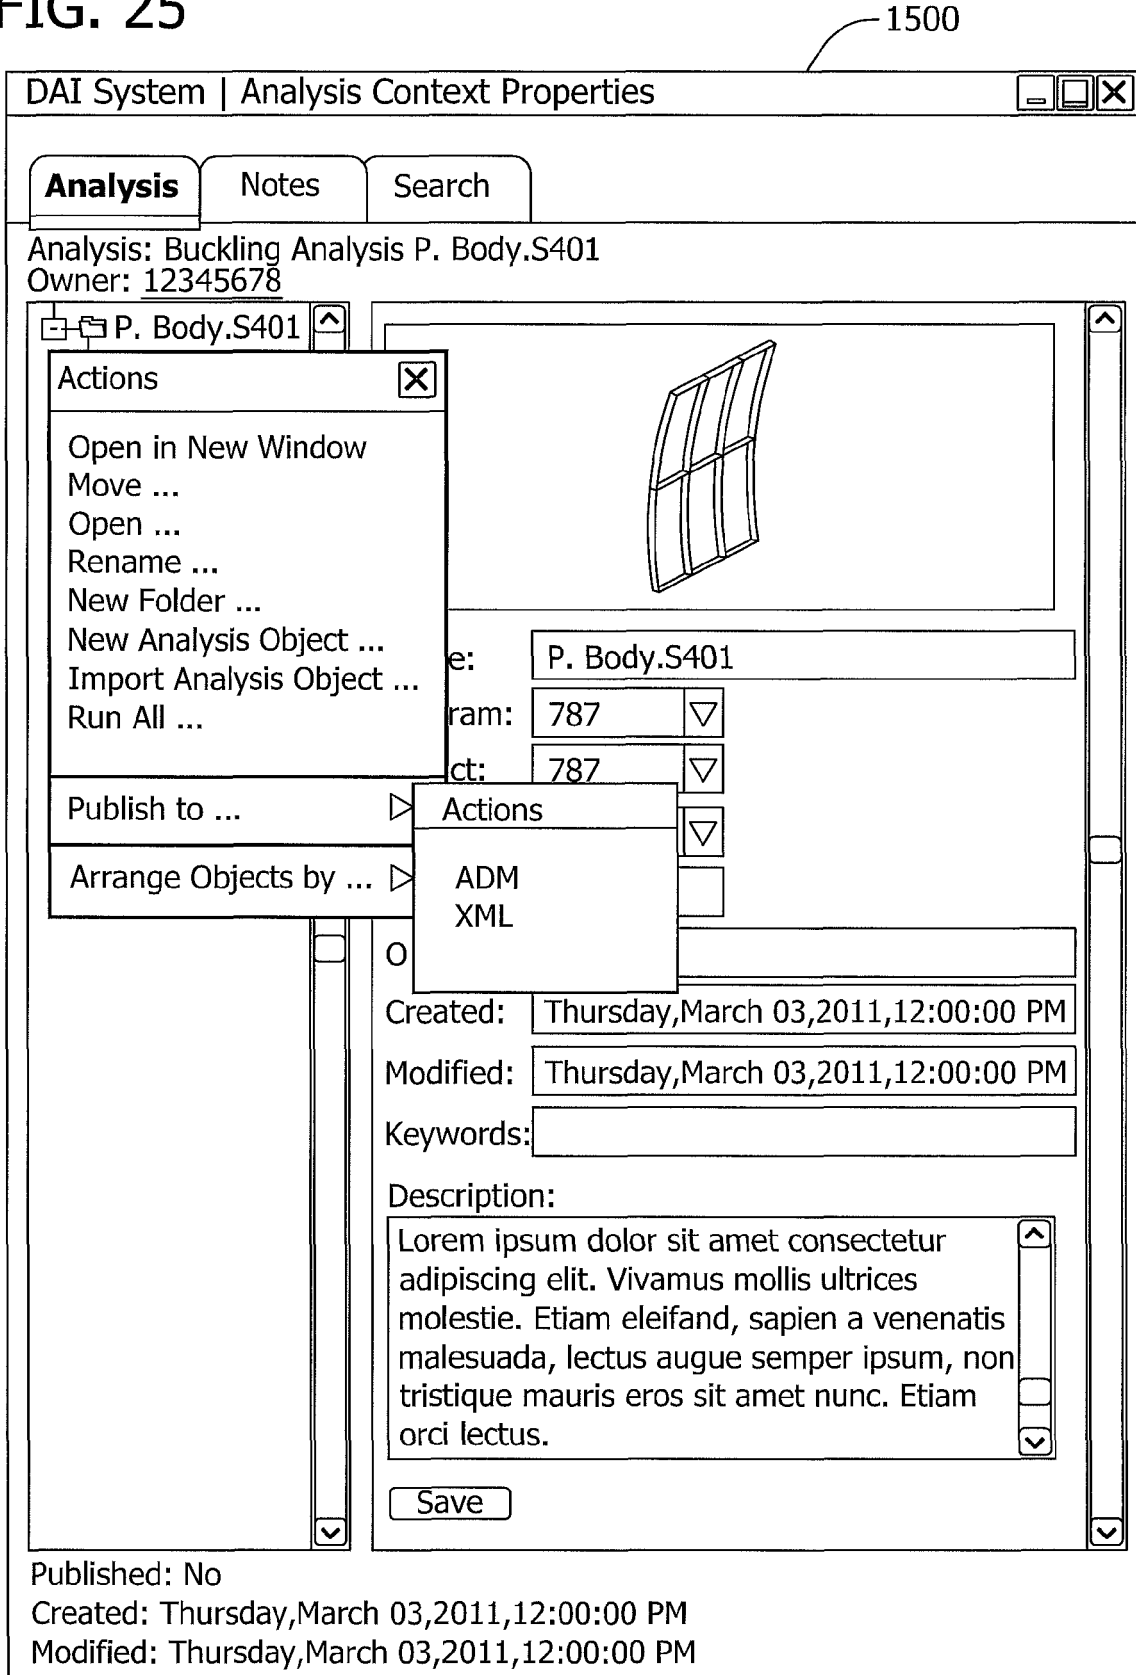 FIG. 25
1500
DAI System | Analysis Context Properties
Analysis
Notes
Search
Analysis: Buckling Analysis P. Body.S401
Owner: 12345678
P. Body.S401
Actions
Open in New Window
Move ...
Open ...
Rename ...
New Folder ...
New Analysis Object ...
Import Analysis Object ...
Run All ...
Publish to ...
Arrange Objects by ...
Actions
ADM
XML
e: P. Body.S401
ram: 787
ct: 787
O
Created: Thursday,March 03,2011,12:00:00 PM
Modified: Thursday,March 03,2011,12:00:00 PM
Keywords:
Description:
Lorem ipsum dolor sit amet consectetur
adipiscing elit. Vivamus mollis ultrices
molestie. Etiam eleifand, sapien a venenatis
malesuada, lectus augue semper ipsum, non
tristique mauris eros sit amet nunc. Etiam
orci lectus.
Save
Published: No
Created: Thursday,March 03,2011,12:00:00 PM
Modified: Thursday,March 03,2011,12:00:00 PM